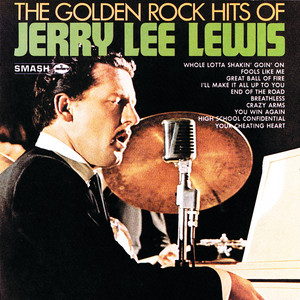 THE GOLDEN ROCK HITS OF
JERRY LEE LEWIS
SMASH
WHOLE LOTTA SHAKIN' GOIN' ON
FOOLS LIKE ME
GREAT BALL OF FIRE
I'LL MAKE IT ALL UP TO YOU
END OF THE ROAD
BREATHLESS
CRAZY ARMS
YOU WIN AGAIN
HIGH SCHOOL CONFIDENTIAL
YOUR CHEATING HEART